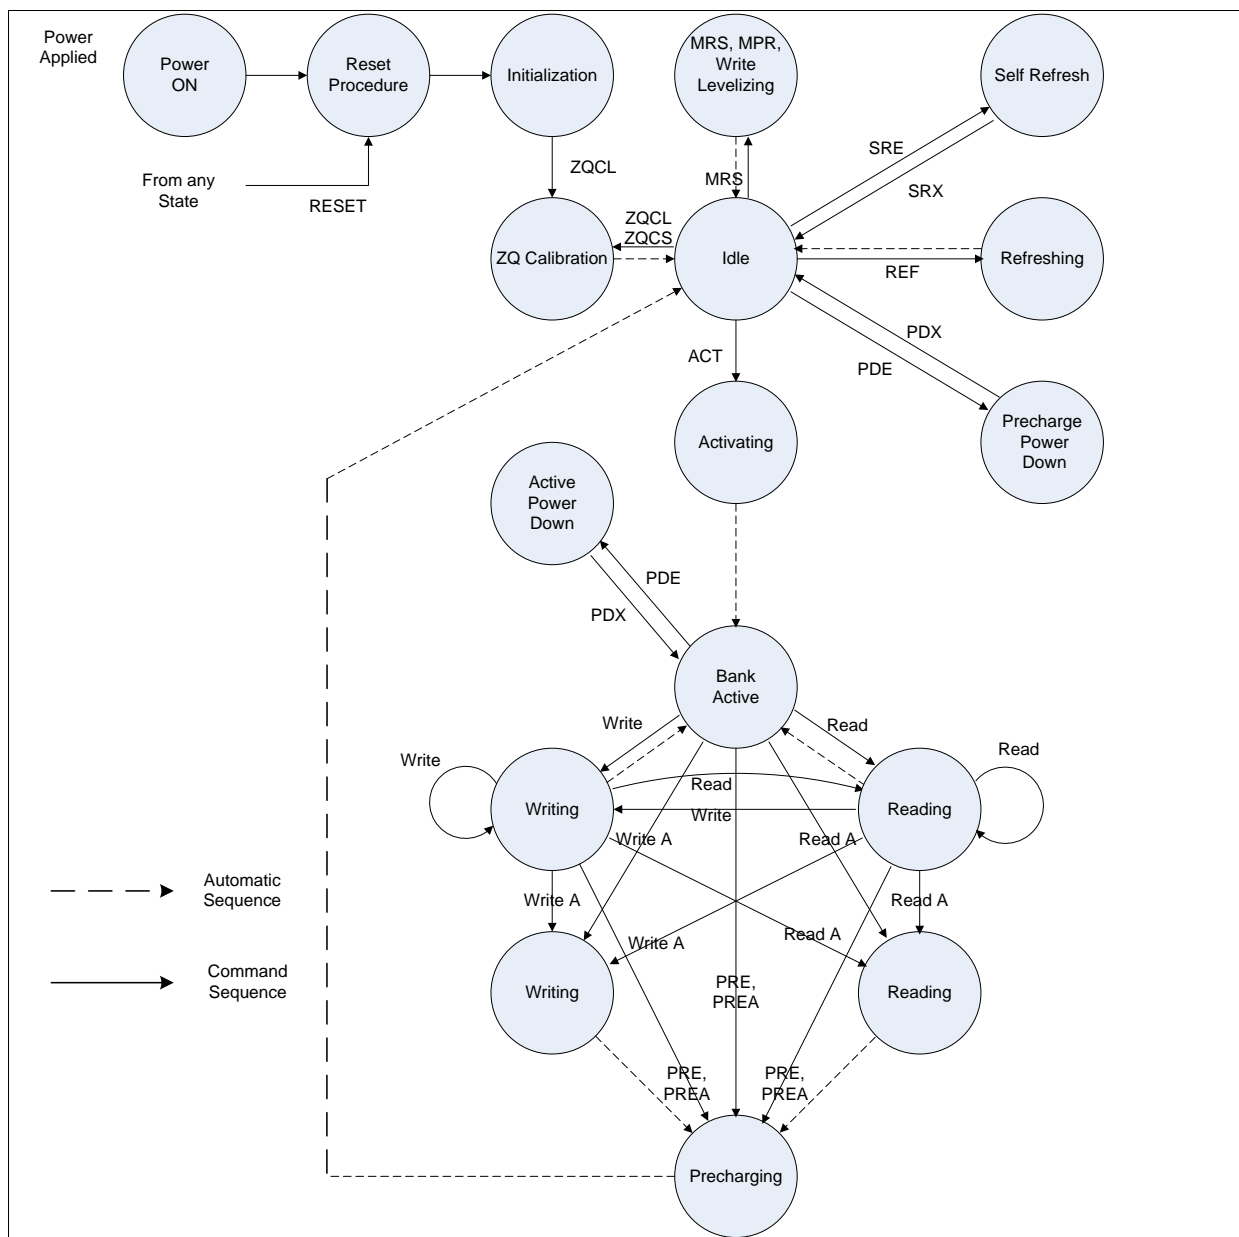 Power
Applied
Power
ON
Reset
Procedure
Initialization
MRS, MPR,
Write
Levelizing
Self Refresh
From any
State
RESET
ZQCL
MRS
SRE
SRX
ZQCL
ZQCS
ZQ Calibration
Idle
REF
Refreshing
ACT
PDX
PDE
Activating
Precharge
Power
Down
Active
Power
Down
PDE
PDX
Bank
Active
Write
Read
Write
Read
Read
Write
Writing
Reading
Write A
Read A
Automatic
Sequence
Write A
Read A
Write A
Read A
Command
Sequence
Writing
PRE,
PREA
Reading
PRE,
PREA
PRE,
PREA
Precharging